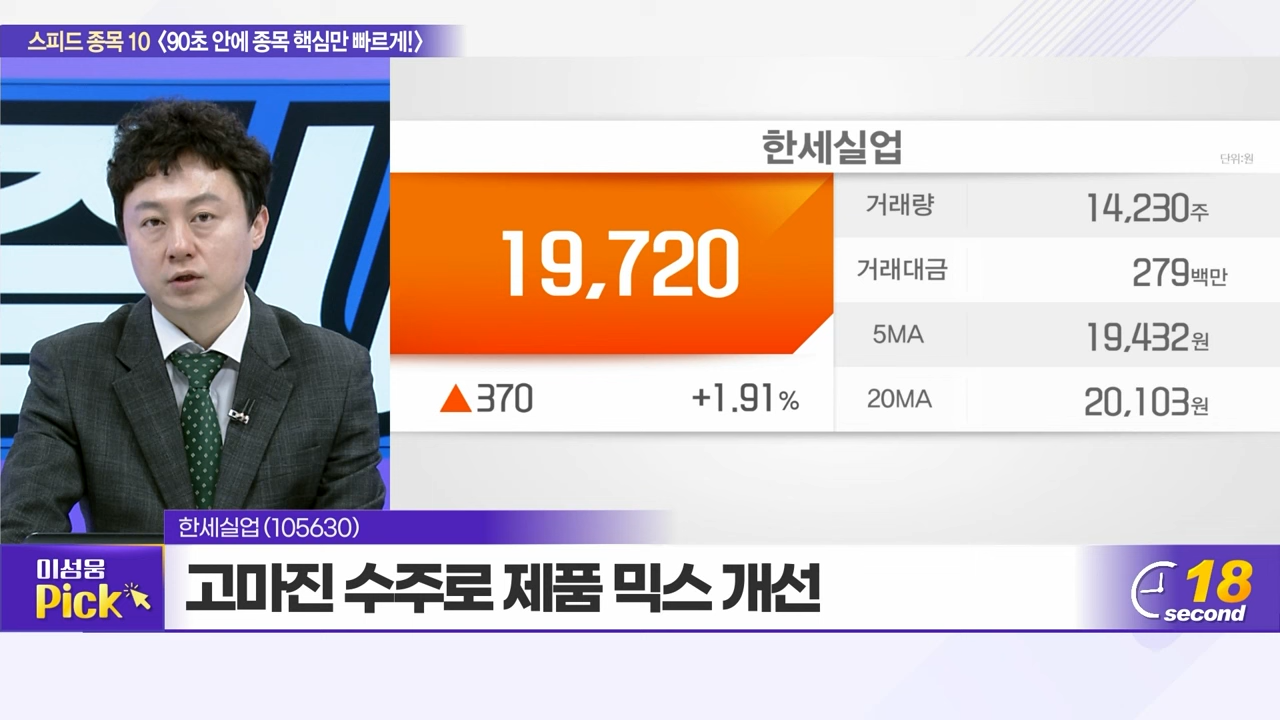 스피드 종목 10 〈90초 안에 종목 핵심만 빠르게!〉
한세실업
단위:원
19,720
▲370 +1.91%
거래량 14,230주
거래대금 279백만
5MA 19,432원
20MA 20,103원
한세실업(105630)
이성웅
Pick
고마진 수주로 제품 믹스 개선
18
second